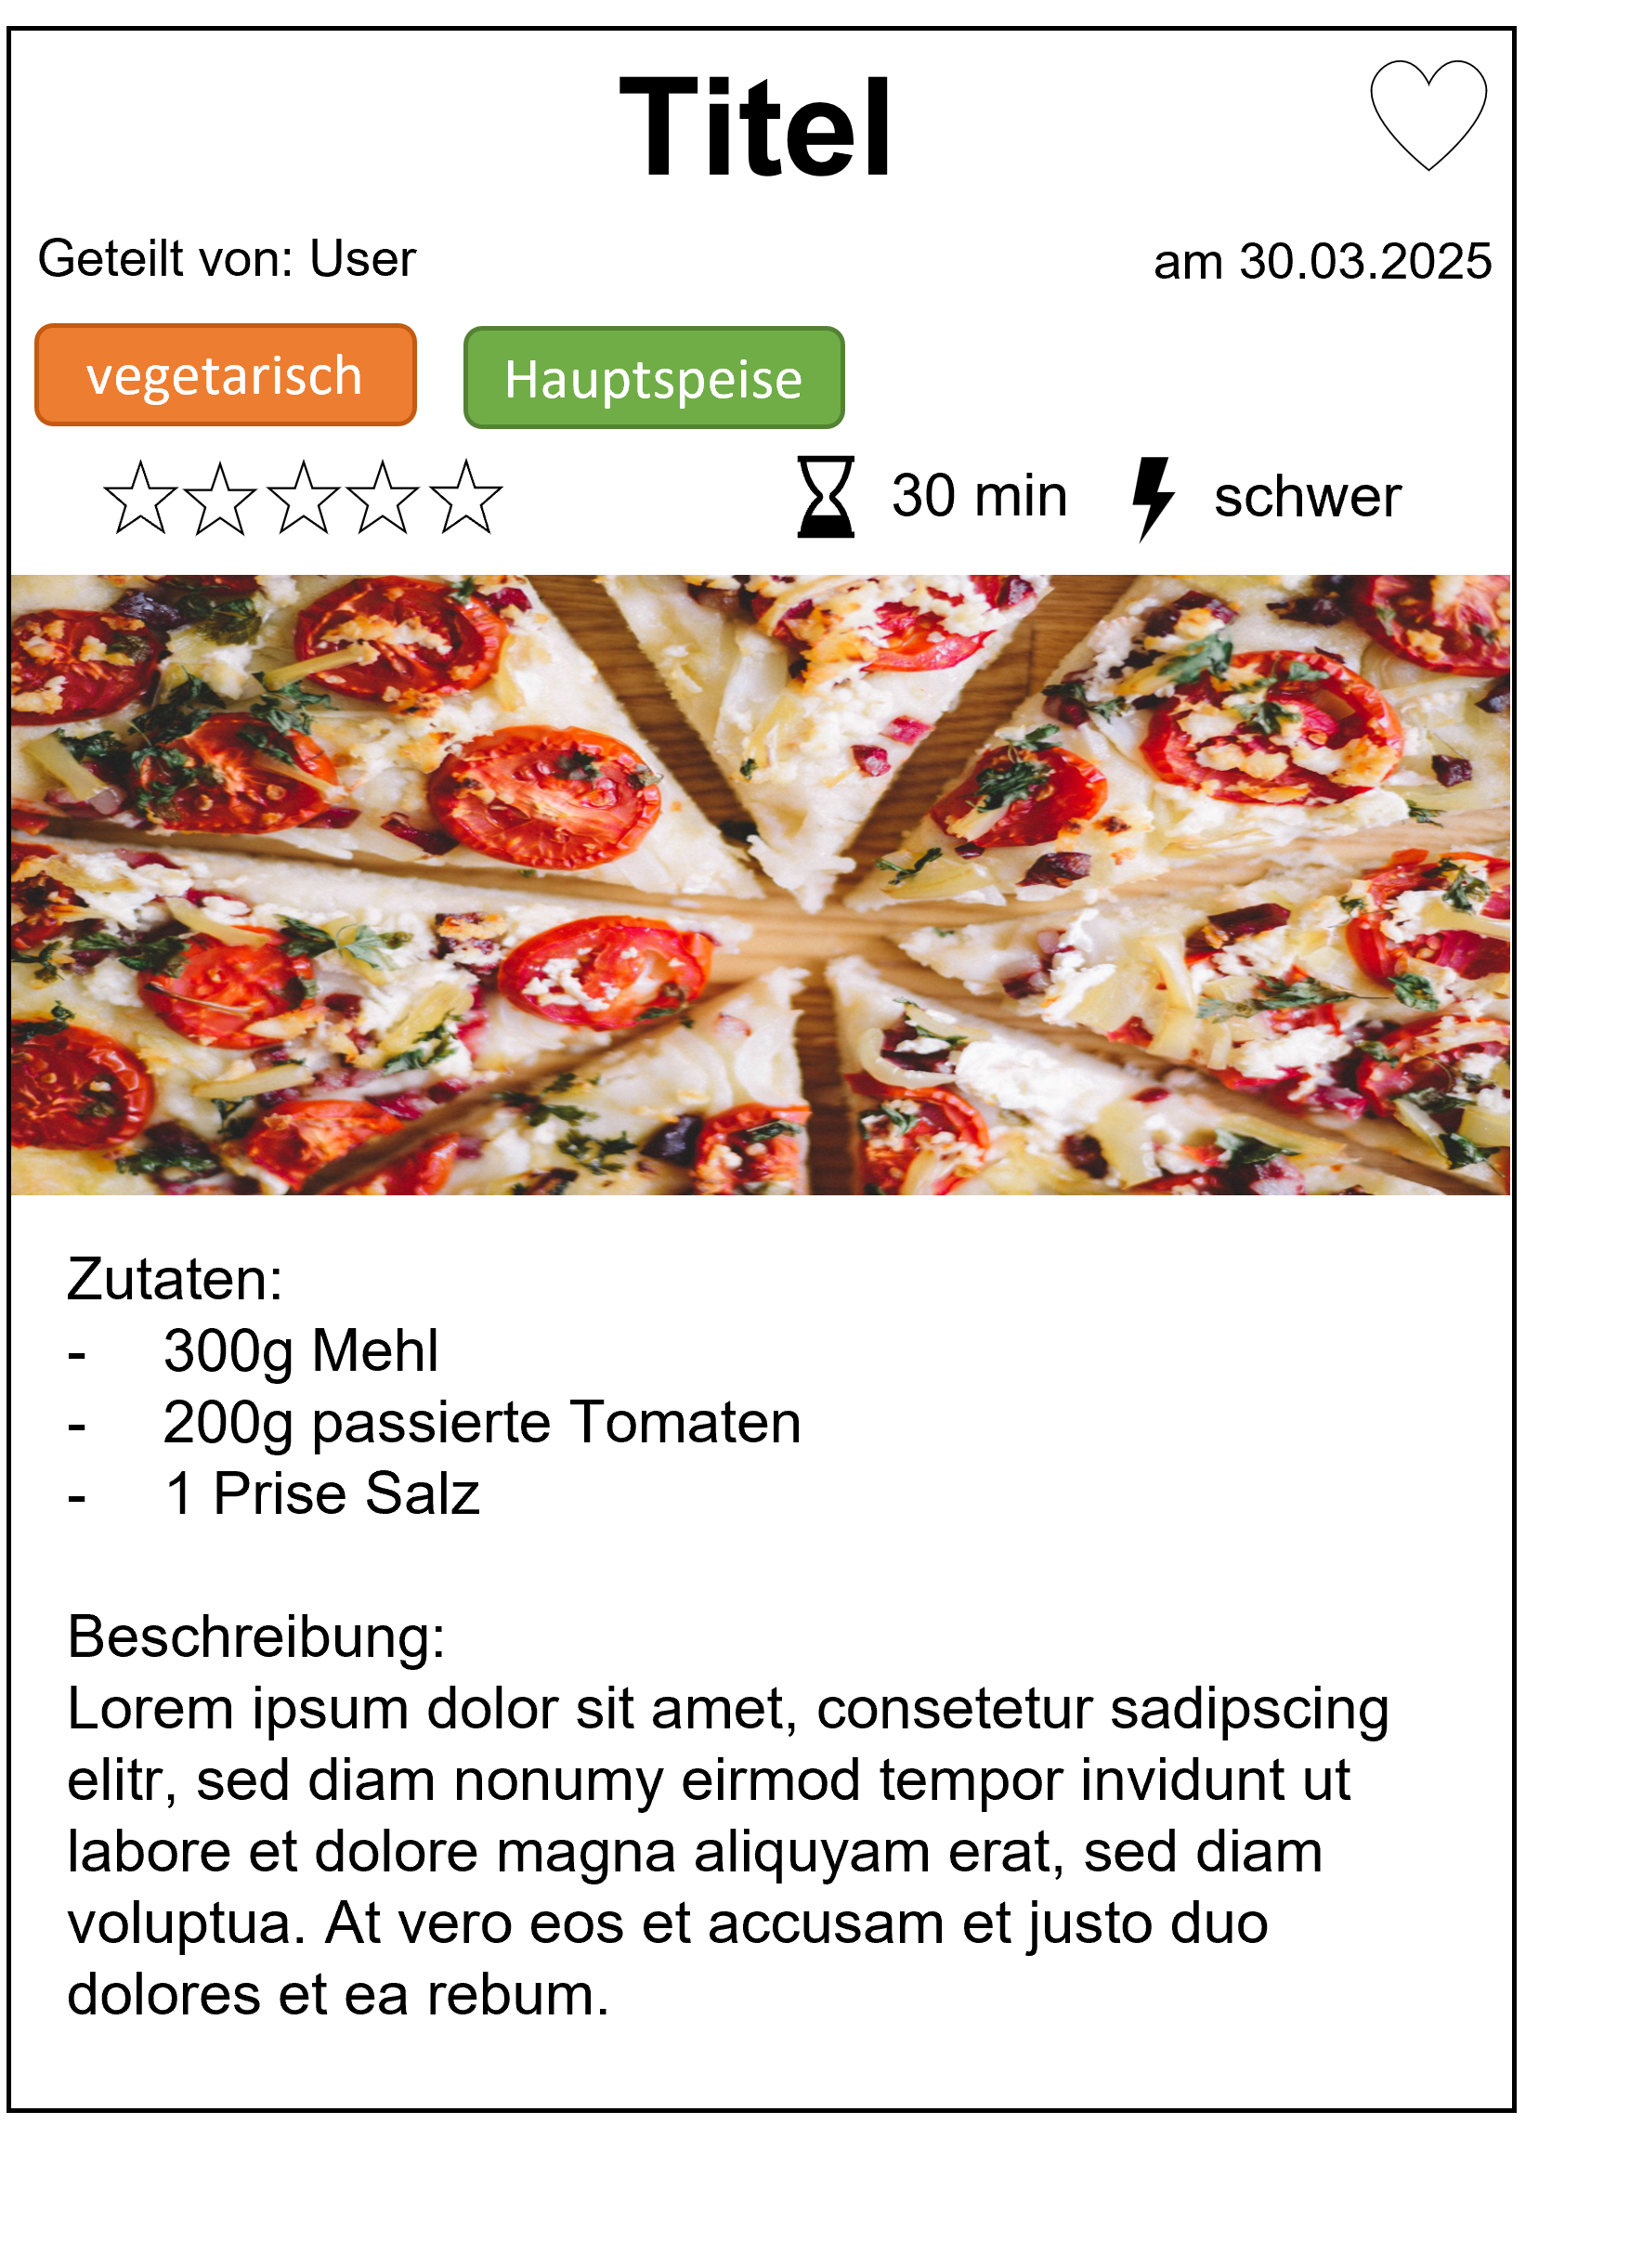 Titel
Geteilt von: User
am 30.03.2025
vegetarisch
Hauptspeise
30 min
schwer
Zutaten:
- 300g Mehl
- 200g passierte Tomaten
- 1 Prise Salz
Beschreibung:
Lorem ipsum dolor sit amet, consetetur sadipscing
elitr, sed diam nonumy eirmod tempor invidunt ut
labore et dolore magna aliquyam erat, sed diam
voluptua. At vero eos et accusam et justo duo
dolores et ea rebum.